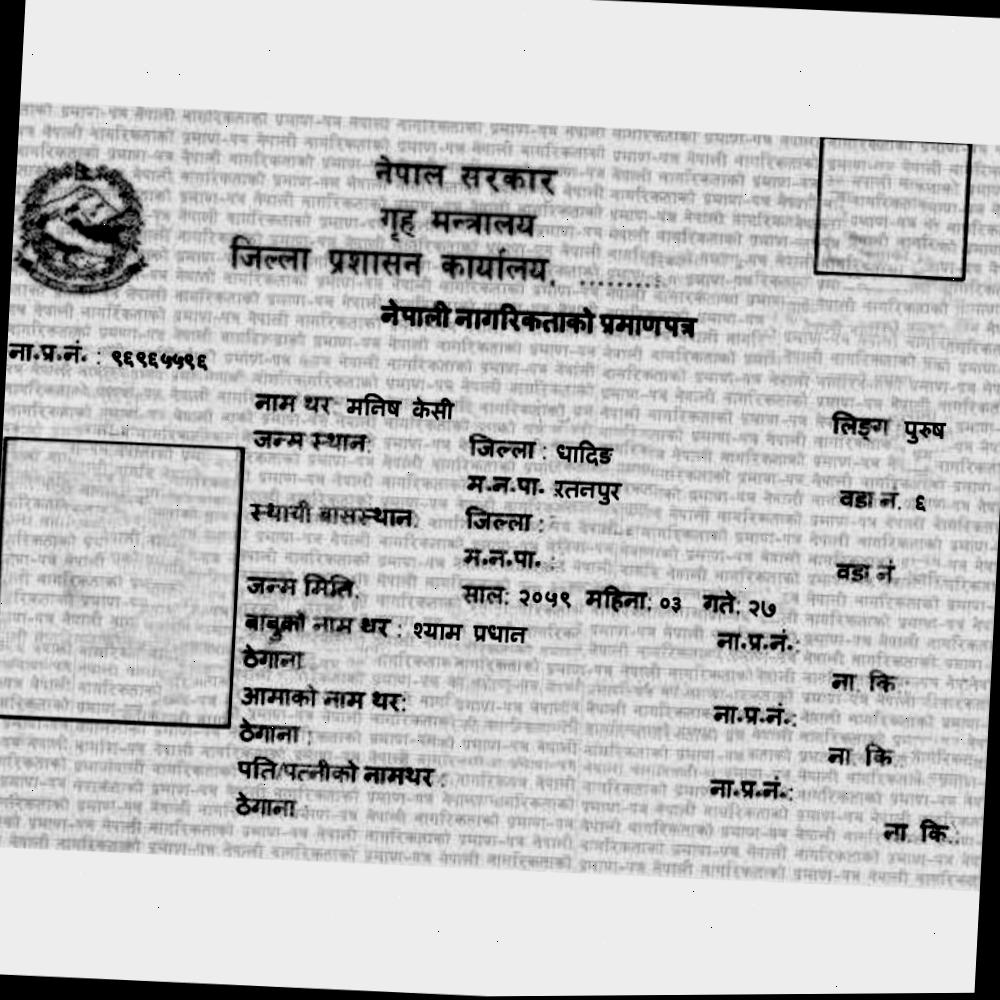 नेपाल सरकार
गृह मन्त्रालय
जिल्ला प्रशासन कार्यालय, .........
नेपाली नागरिकताको प्रमाणपत्र
ना.प्र.नं. : ९६९६५५९६
नाम थर: मनिष केसी लिङ्ग पुरुष
जन्म स्थान: जिल्ला : धादिङ
म.न.पा. रतनपुर वडा नं. ६
स्थायी बासस्थान: जिल्ला :
म.न.पा. : वडा नं.
जन्म मिति: साल: २०५९ महिना: ०३ गते: २७
बाबुको नाम थर : श्याम प्रधान ना.प्र.नं.:
ठेगाना ना. कि.:
आमाको नाम थर: ना.प्र.नं.:
ठेगाना : ना. कि.:
पति/पत्नीको नामथर : ना.प्र.नं.:
ठेगाना ना. कि.: